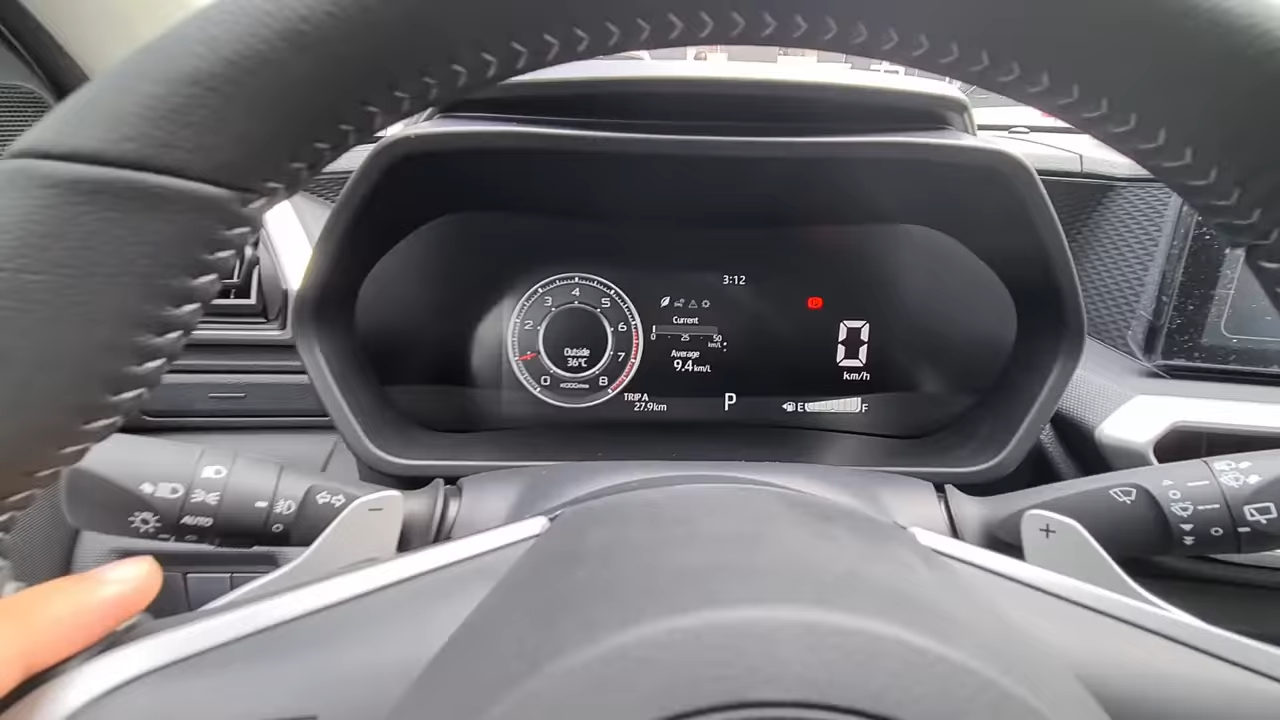 3:12
4
3
5
2
6
7
0
8
Outside
36°C
×1000r/min
Current
0
25
50
km/L
Average
9.4 km/L
TRIP A
27.9km
P
0
km/h
E
F
AUTO
-
+